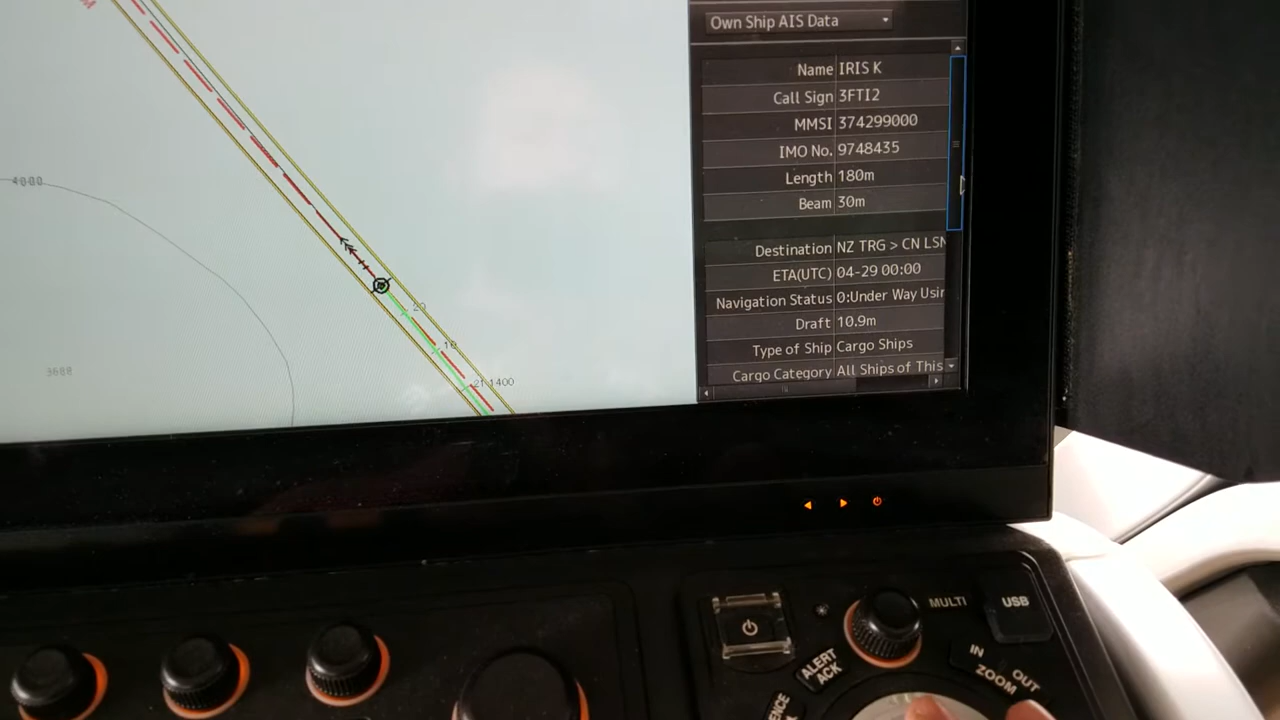 Own Ship AIS Data
Name IRIS K
Call Sign 3FTI2
MMSI 374299000
IMO No. 9748435
Length 180m
Beam 30m
Destination NZ TRG > CN LSN
ETA(UTC) 04-29 00:00
Navigation Status 0:Under Way Usin
Draft 10.9m
Type of Ship Cargo Ships
Cargo Category All Ships of This
4000
3688
20
21 1400
MULTI
USB
ALERT
ACK
IN
ZOOM
OUT